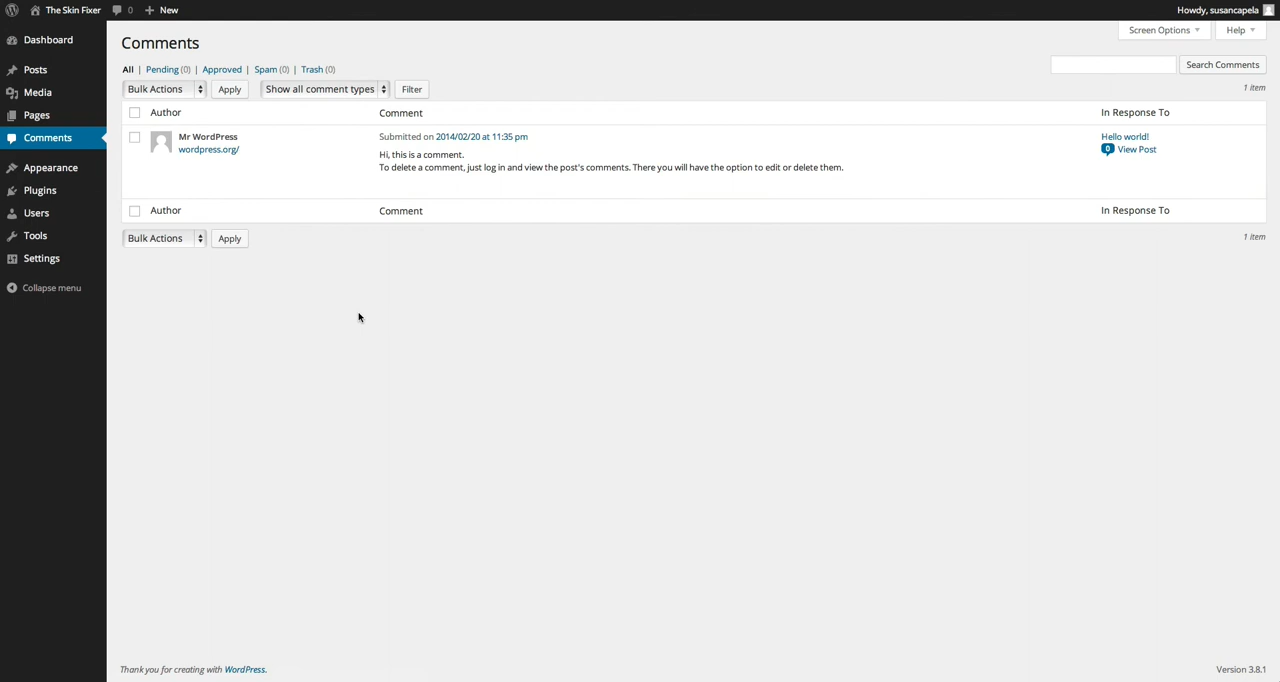 The Skin Fixer 0 New Howdy, susancapela
Dashboard
Posts
Media
Pages
Comments
Appearance
Plugins
Users
Tools
Settings
Collapse menu
Screen Options Help
Comments
All | Pending (0) | Approved | Spam (0) | Trash (0)
Search Comments
Bulk Actions Apply Show all comment types Filter
1 item
Author Comment In Response To
Mr WordPress
wordpress.org/
Submitted on 2014/02/20 at 11:35 pm
Hi, this is a comment.
To delete a comment, just log in and view the post's comments. There you will have the option to edit or delete them.
Hello world!
0 View Post
Author Comment In Response To
Bulk Actions Apply
1 item
Thank you for creating with WordPress.
Version 3.8.1